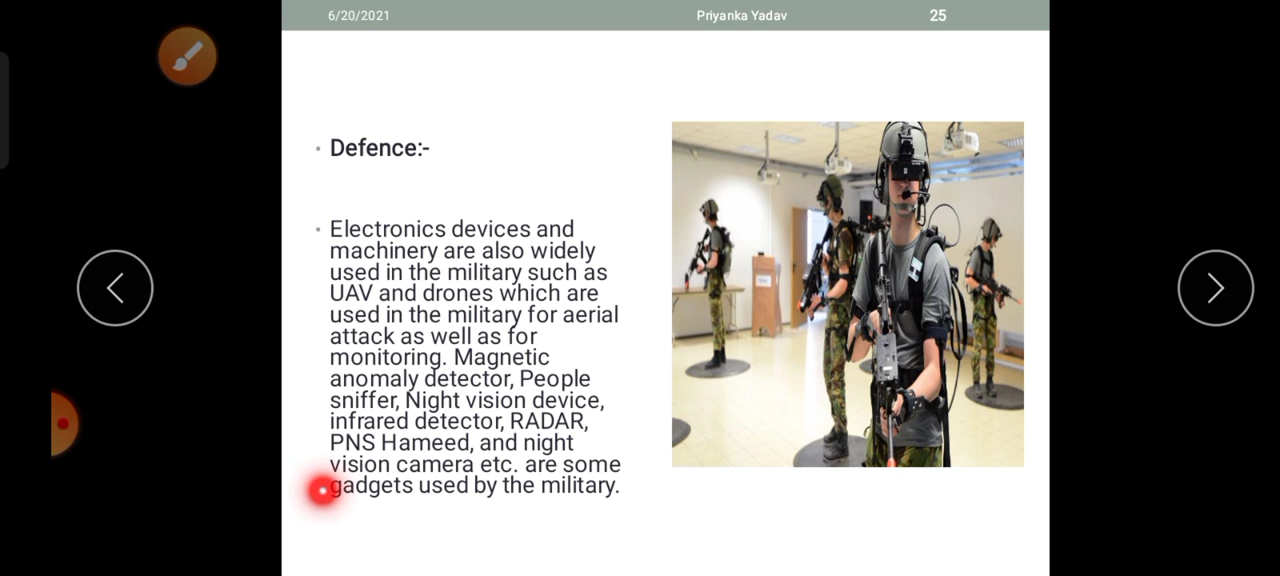 6/20/2021 Priyanka Yadav 25
Defence:-
Electronics devices and
machinery are also widely
used in the military such as
UAV and drones which are
used in the military for aerial
attack as well as for
monitoring. Magnetic
anomaly detector, People
sniffer, Night vision device,
infrared detector, RADAR,
PNS Hameed, and night
vision camera etc. are some
gadgets used by the military.